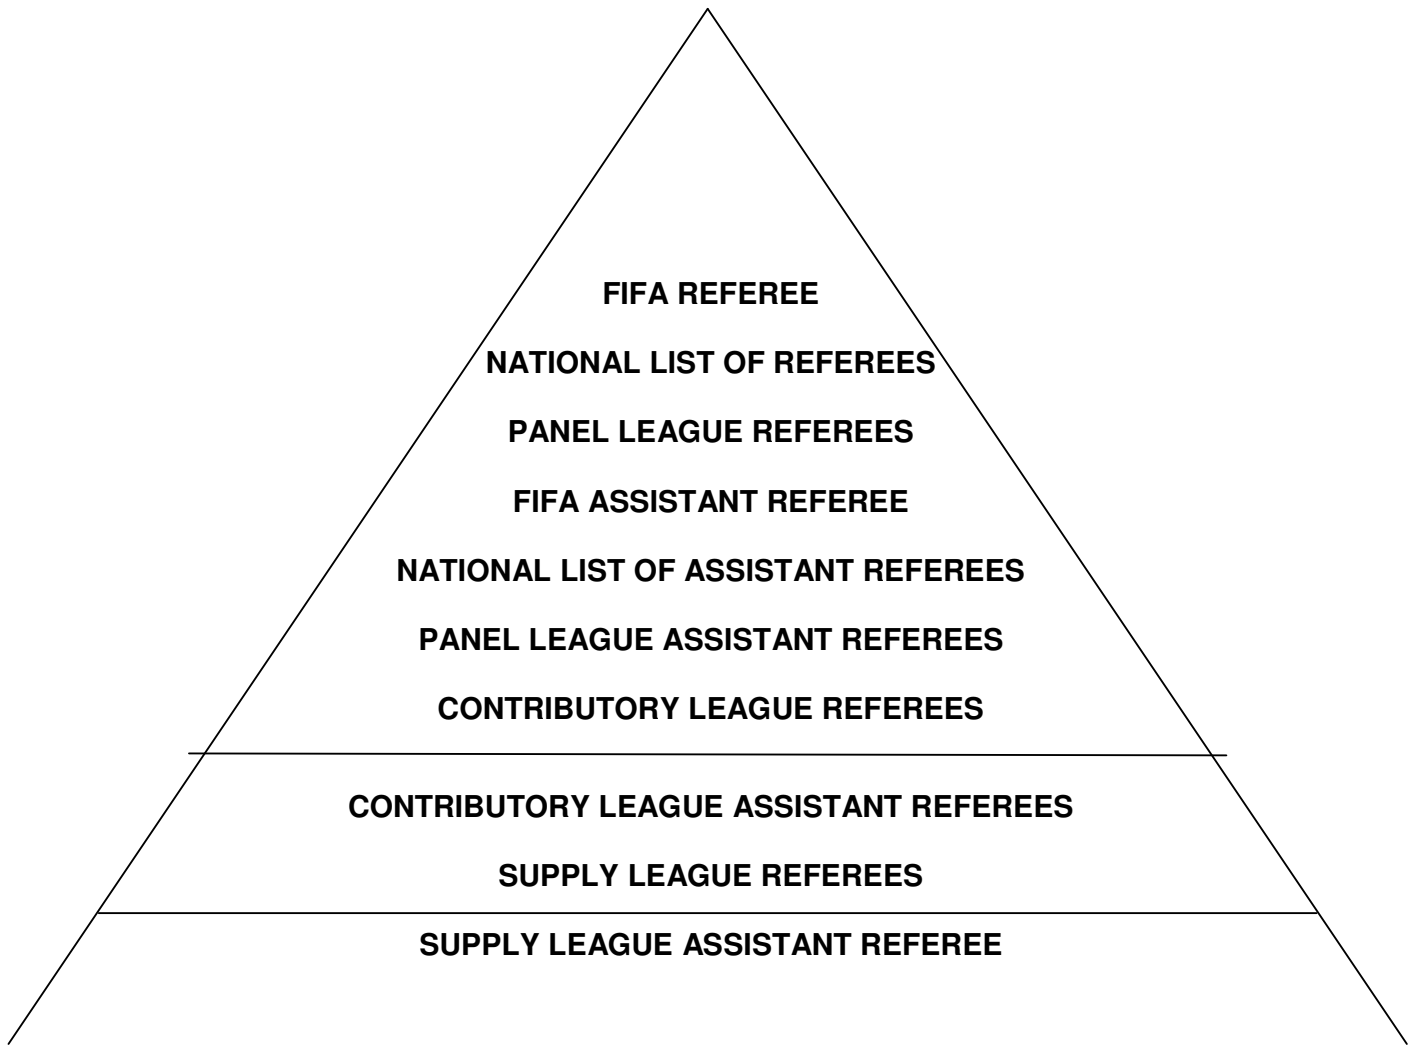 FIFA REFEREE
NATIONAL LIST OF REFEREES
PANEL LEAGUE REFEREES
FIFA ASSISTANT REFEREE
NATIONAL LIST OF ASSISTANT REFEREES
PANEL LEAGUE ASSISTANT REFEREES
CONTRIBUTORY LEAGUE REFEREES
CONTRIBUTORY LEAGUE ASSISTANT REFEREES
SUPPLY LEAGUE REFEREES
SUPPLY LEAGUE ASSISTANT REFEREE